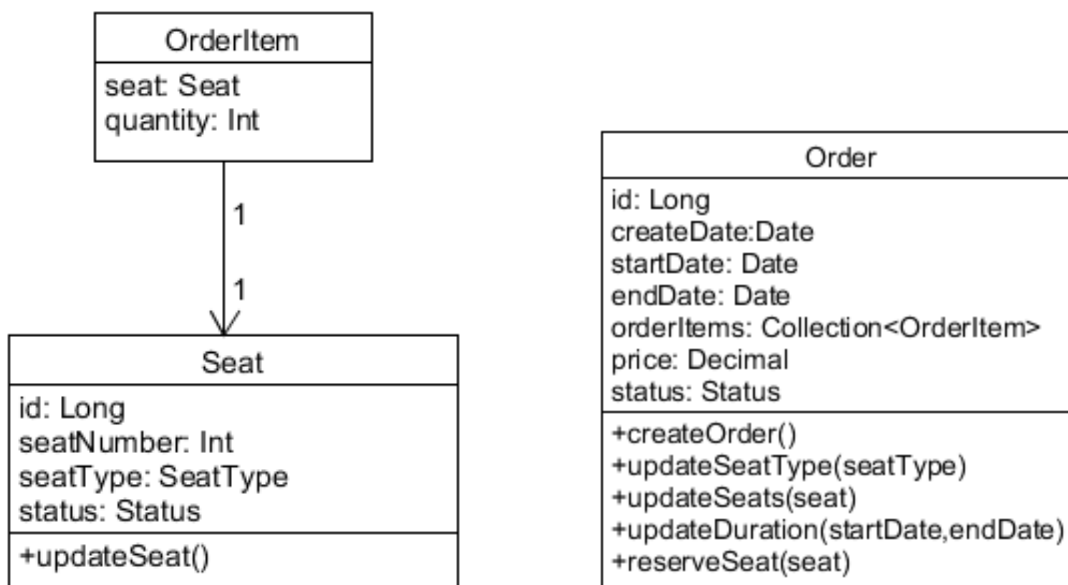 OrderItem
seat: Seat
quantity: Int
1
1
Seat
id: Long
seatNumber: Int
seatType: SeatType
status: Status
+updateSeat()
Order
id: Long
createDate:Date
startDate: Date
endDate: Date
orderItems: Collection<OrderItem>
price: Decimal
status: Status
+createOrder()
+updateSeatType(seatType)
+updateSeats(seat)
+updateDuration(startDate,endDate)
+reserveSeat(seat)